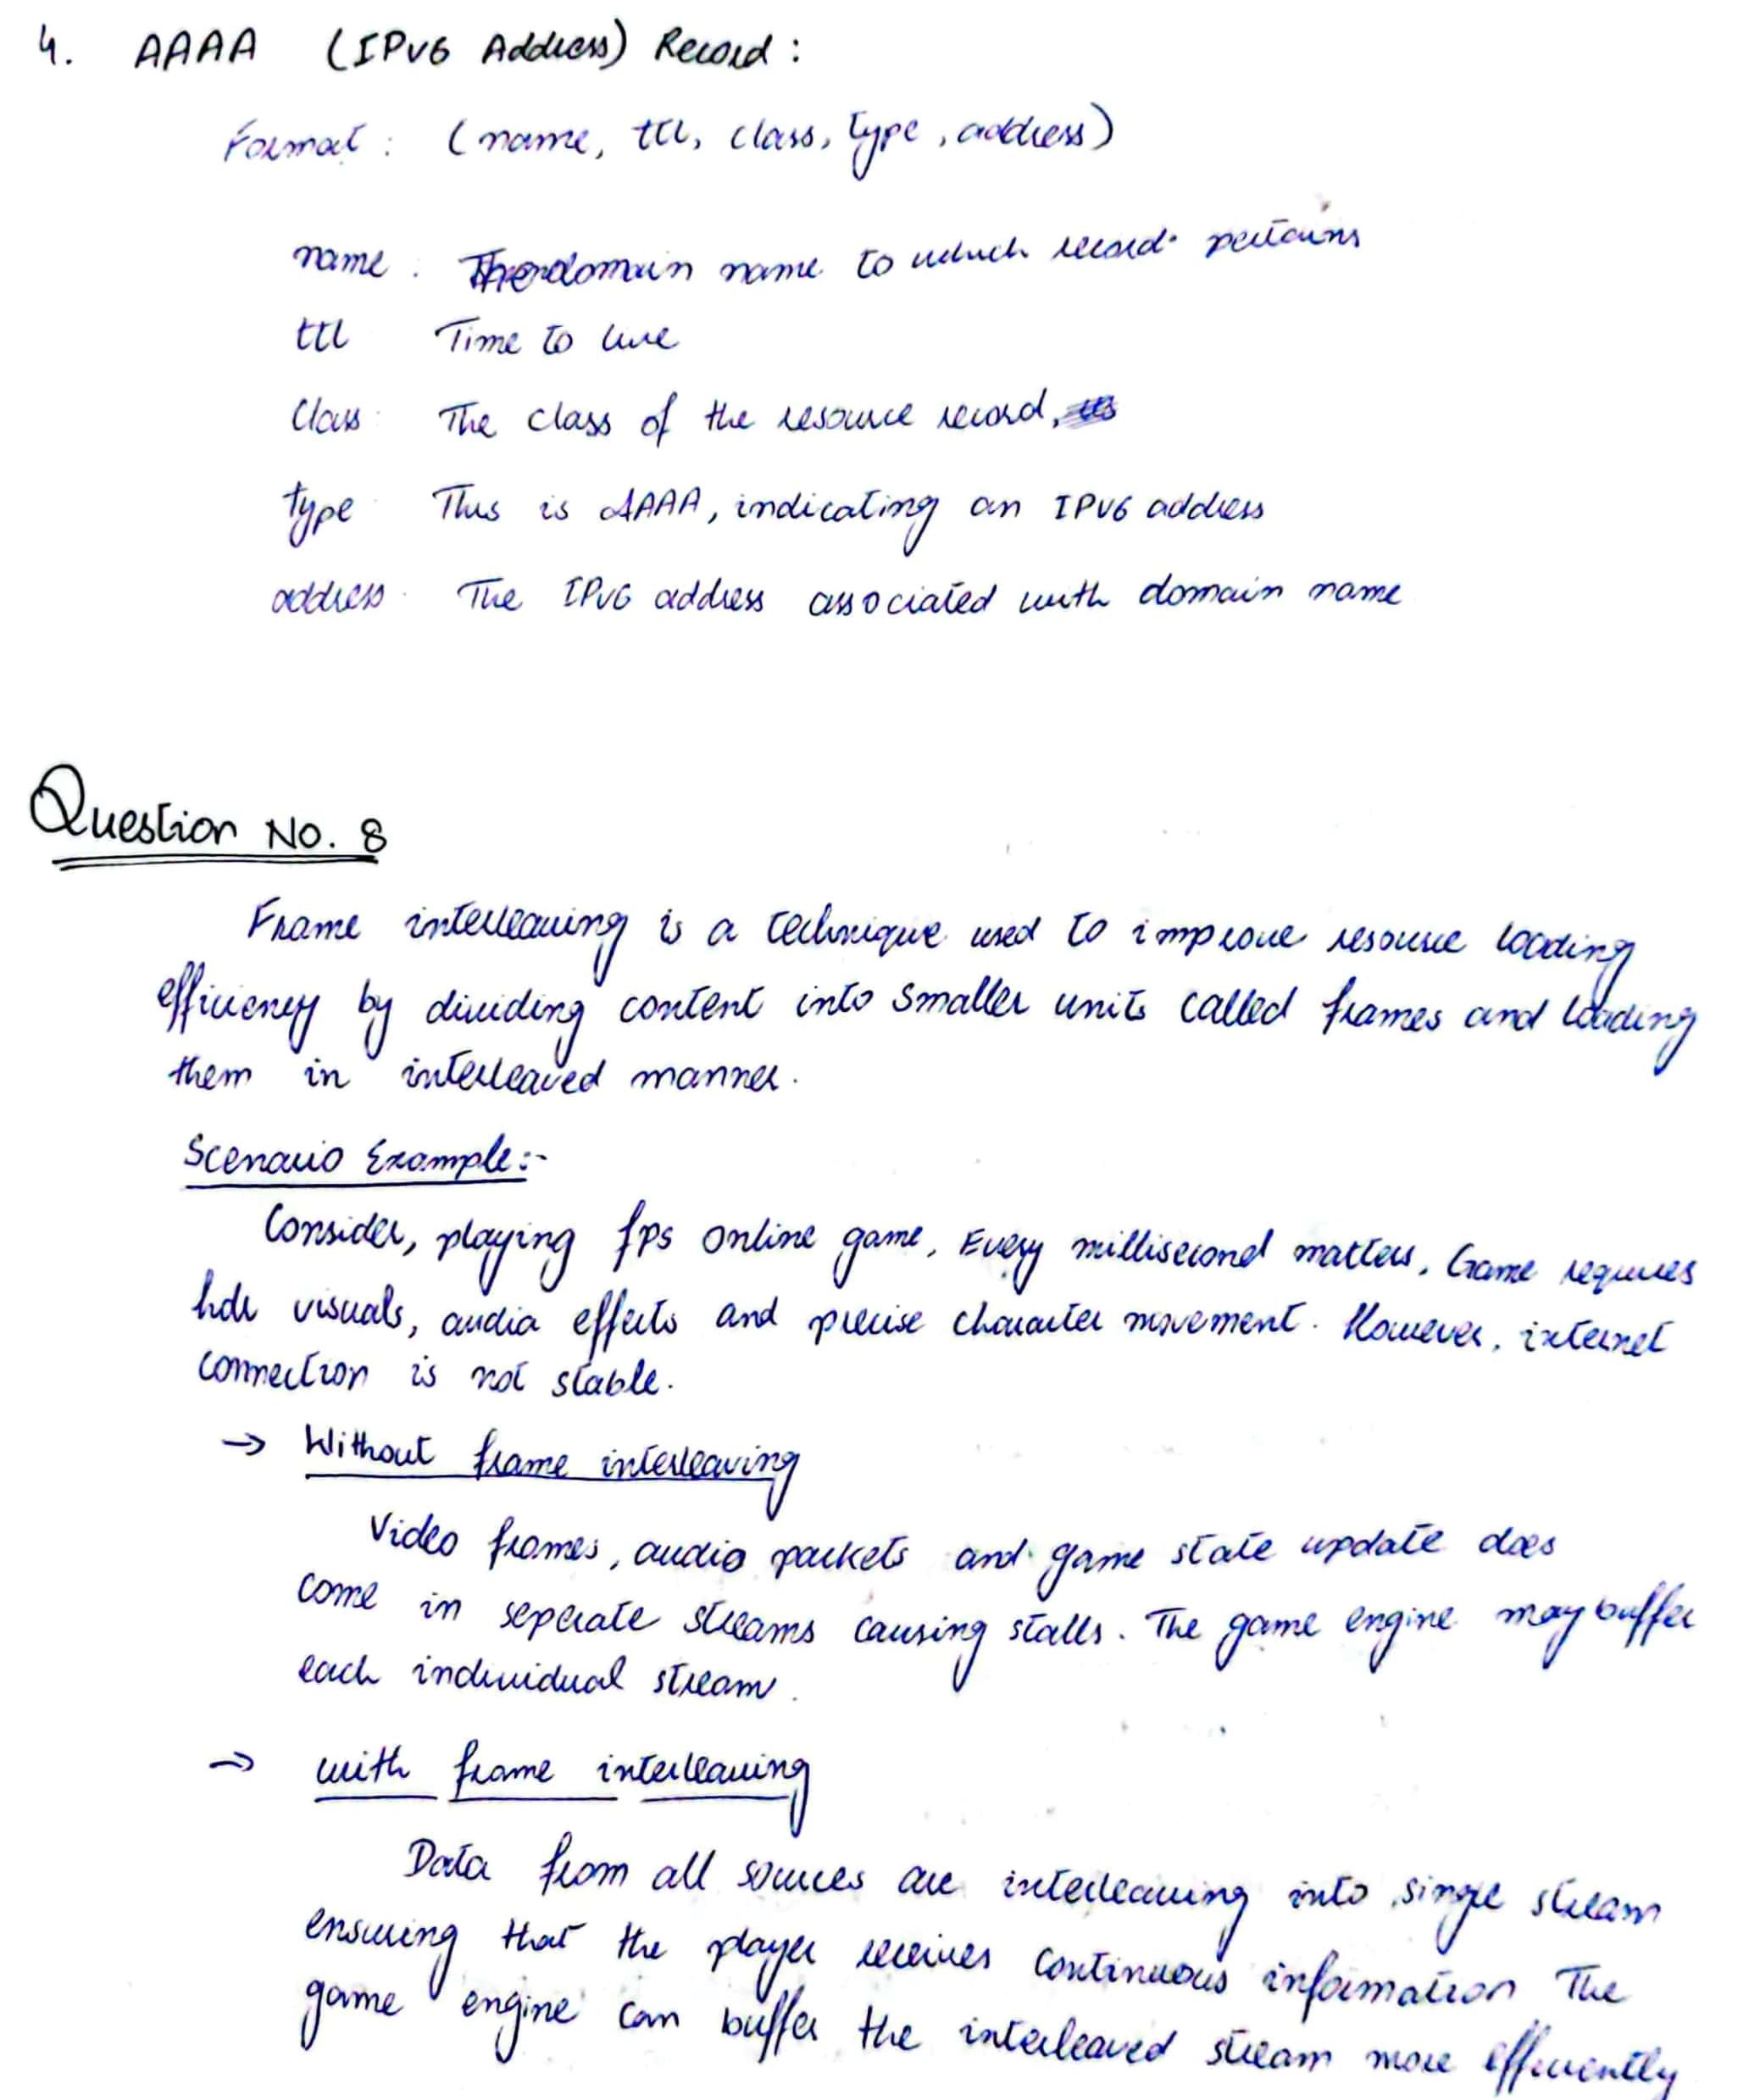 4. AAAA (IPv6 Address) Record :
Format : (name, ttl, class, type, address)
name : The domain name to which record pertains
ttl Time to live
Class : The class of the resource record,
type This is AAAA, indicating an IPv6 address
address The IPv6 address associated with domain name
Question No. 8
Frame interleaving is a technique used to improve resource loading
efficiency by dividing content into smaller units called frames and loading
them in interleaved manner.
Scenario Example:-
Consider, playing fps online game, Every millisecond matters. Game requires
hdr visuals, audio effects and precise character movement. However, internet
connection is not stable.
→ Without frame interleaving
Video frames, audio packets and game state update does
come in seperate streams causing stalls. The game engine may buffer
each individual stream.
→ with frame interleaving
Data from all sources are interleaving into single stream
ensuring that the player receives continuous information The
game engine can buffer the interleaved stream more efficiently